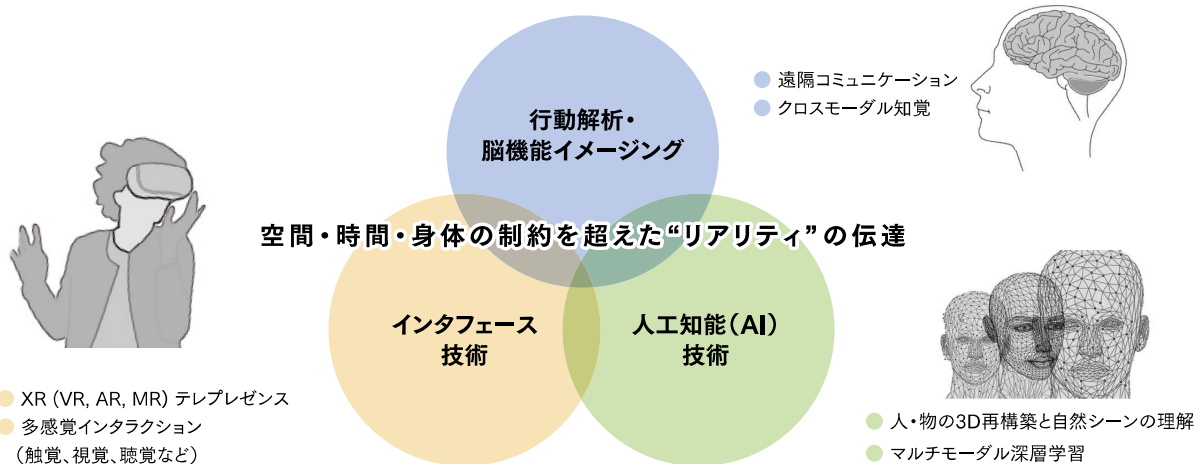 行動解析・
脳機能イメージング
遠隔コミュニケーション
クロスモーダル知覚
空間・時間・身体の制約を超えた“リアリティ”の伝達
インタフェース
技術
人工知能（AI）
技術
XR (VR, AR, MR) テレプレゼンス
多感覚インタラクション
（触覚、視覚、聴覚など）
人・物の3D再構築と自然シーンの理解
マルチモーダル深層学習